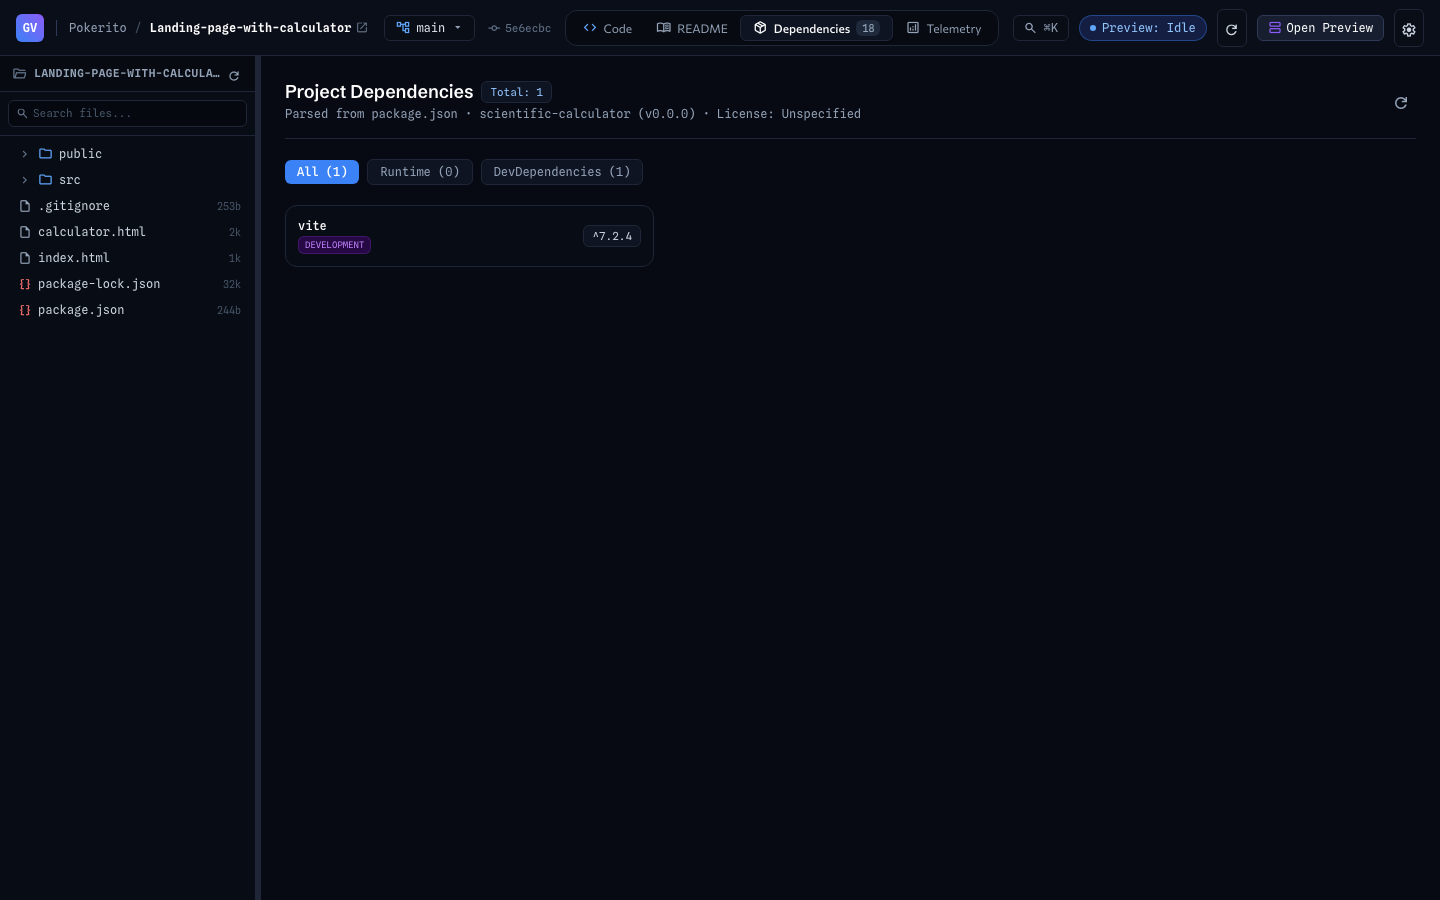 GV Pokerito / Landing-page-with-calculator main 5e6ecbc Code README Dependencies 18 Telemetry ⌘K Preview: Idle Open Preview
LANDING-PAGE-WITH-CALCULA…
Search files...
public
src
.gitignore 253b
calculator.html 2k
index.html 1k
package-lock.json 32k
package.json 244b
Project Dependencies Total: 1
Parsed from package.json · scientific-calculator (v0.0.0) · License: Unspecified
All (1) Runtime (0) DevDependencies (1)
vite
DEVELOPMENT
^7.2.4